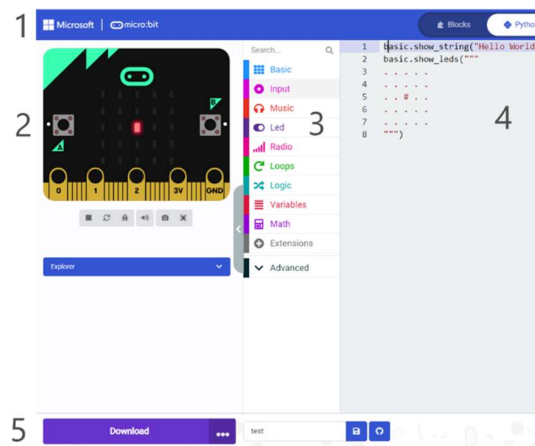 1 Microsoft micro:bit Blocks Pytho
Search...
1 basic.show_string("Hello World
Basic
2 basic.show_leds("""
3 . . . . .
Input
4 . . . . .
Music
5 . . # . .
2 B A
Led
3
6 . . . . .
4
Radio
7 . . . . .
Loops
8 """)
0 1 2 3V GND
Logic
Variables
Math
Extensions
Explorer
Advanced
5 Download ... test